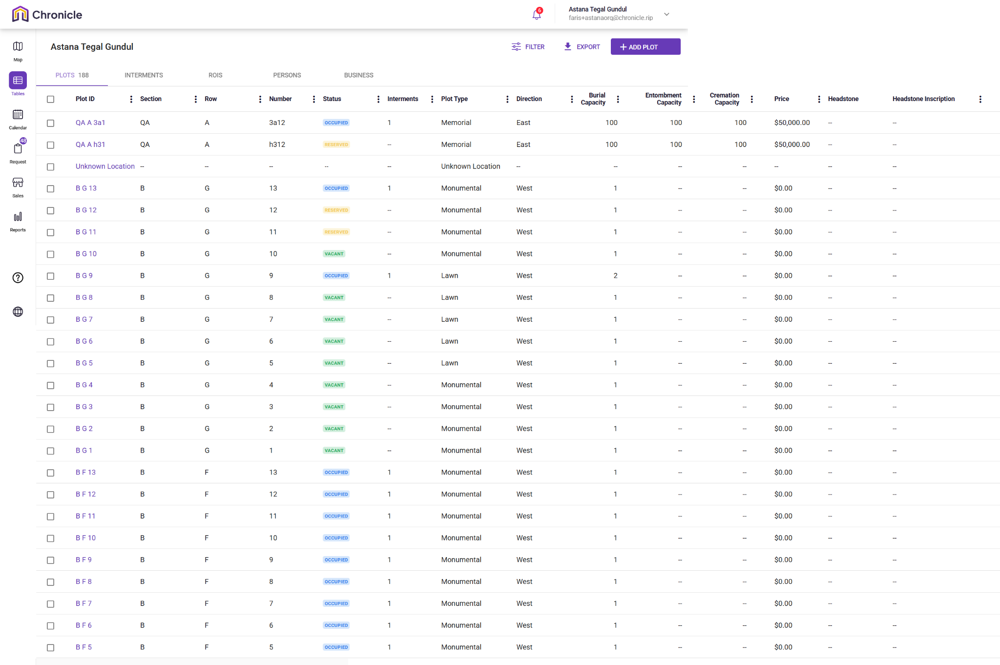 Chronicle
6
Astana Tegal Gundul
faris+astanaorg@chronicle.rip
Map
Tables
Calendar
48
Request
Sales
Reports
Astana Tegal Gundul
FILTER EXPORT + ADD PLOT
PLOTS 188 INTERMENTS ROIS PERSONS BUSINESS
Plot ID Section Row Number Status Interments Plot Type Direction Burial Capacity Entombment Capacity Cremation Capacity Price Headstone Headstone Inscription
QA A 3a1 QA A 3a12 OCCUPIED 1 Memorial East 100 100 100 $50,000.00 -- --
QA A h31 QA A h312 RESERVED -- Memorial East 100 100 100 $50,000.00 -- --
Unknown Location -- -- -- -- -- Unknown Location -- -- -- -- -- -- --
B G 13 B G 13 OCCUPIED 1 Monumental West 1 -- -- $0.00 -- --
B G 12 B G 12 RESERVED -- Monumental West 1 -- -- $0.00 -- --
B G 11 B G 11 RESERVED -- Monumental West 1 -- -- $0.00 -- --
B G 10 B G 10 VACANT -- Monumental West 1 -- -- $0.00 -- --
B G 9 B G 9 OCCUPIED 1 Lawn West 2 -- -- $0.00 -- --
B G 8 B G 8 VACANT -- Lawn West 1 -- -- $0.00 -- --
B G 7 B G 7 VACANT -- Lawn West 1 -- -- $0.00 -- --
B G 6 B G 6 VACANT -- Lawn West 1 -- -- $0.00 -- --
B G 5 B G 5 VACANT -- Lawn West 1 -- -- $0.00 -- --
B G 4 B G 4 VACANT -- Monumental West 1 -- -- $0.00 -- --
B G 3 B G 3 VACANT -- Monumental West 1 -- -- $0.00 -- --
B G 2 B G 2 VACANT -- Monumental West 1 -- -- $0.00 -- --
B G 1 B G 1 VACANT -- Monumental West 1 -- -- $0.00 -- --
B F 13 B F 13 OCCUPIED 1 Monumental West 1 -- -- $0.00 -- --
B F 12 B F 12 OCCUPIED 1 Monumental West 1 -- -- $0.00 -- --
B F 11 B F 11 OCCUPIED 1 Monumental West 1 -- -- $0.00 -- --
B F 10 B F 10 OCCUPIED 1 Monumental West 1 -- -- $0.00 -- --
B F 9 B F 9 OCCUPIED 1 Monumental West 1 -- -- $0.00 -- --
B F 8 B F 8 OCCUPIED 1 Monumental West 1 -- -- $0.00 -- --
B F 7 B F 7 OCCUPIED 1 Monumental West 1 -- -- $0.00 -- --
B F 6 B F 6 OCCUPIED 1 Monumental West 1 -- -- $0.00 -- --
B F 5 B F 5 OCCUPIED 1 Monumental West 1 -- -- $0.00 -- --